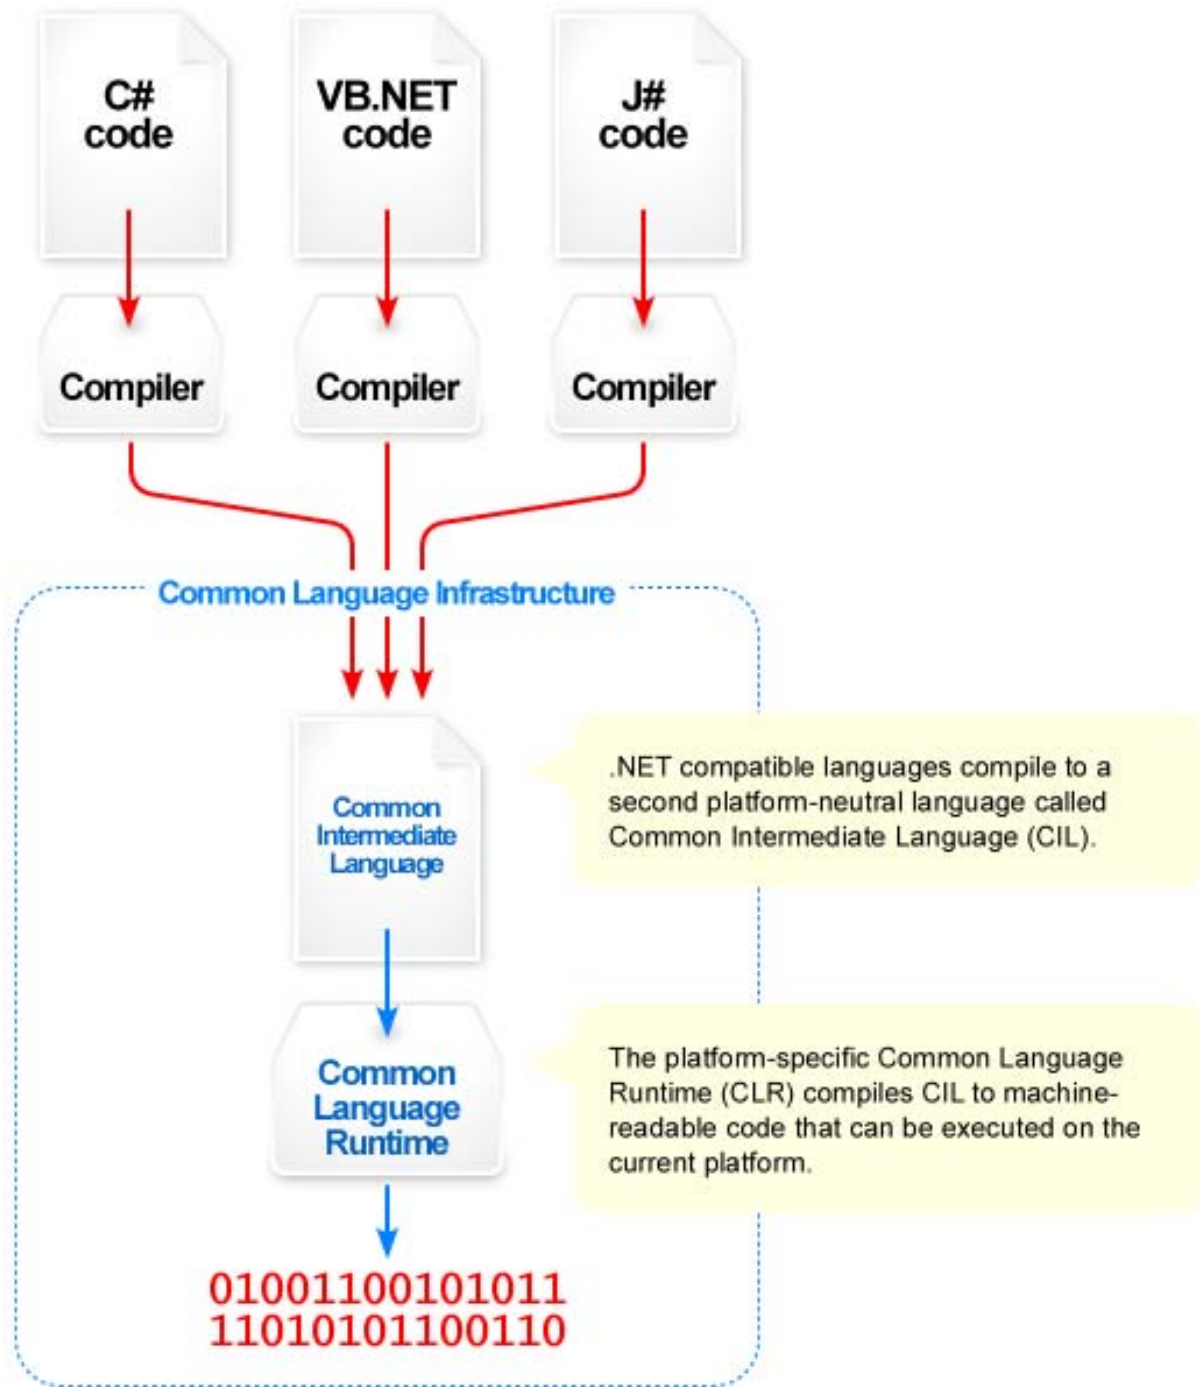 C#
code
VB.NET
code
J#
code
Compiler
Compiler
Compiler
Common Language Infrastructure
Common
Intermediate
Language
.NET compatible languages compile to a
second platform-neutral language called
Common Intermediate Language (CIL).
Common
Language
Runtime
The platform-specific Common Language
Runtime (CLR) compiles CIL to machine-
readable code that can be executed on the
current platform.
01001100101011
11010101100110